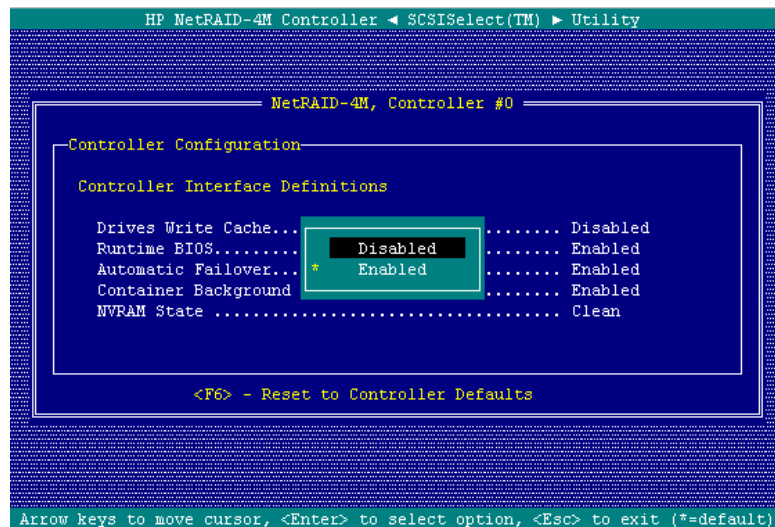 HP NetRAID-4M Controller ◄ SCSISelect(TM) ► Utility
NetRAID-4M, Controller #0
Controller Configuration
Controller Interface Definitions
Drives Write Cache... ........ Disabled
Runtime BIOS......... ........ Enabled
Automatic Failover... ........ Enabled
Container Background ........ Enabled
NVRAM State ................................... Clean
Disabled
* Enabled
<F6> - Reset to Controller Defaults
Arrow keys to move cursor, <Enter> to select option, <Esc> to exit (*=default)